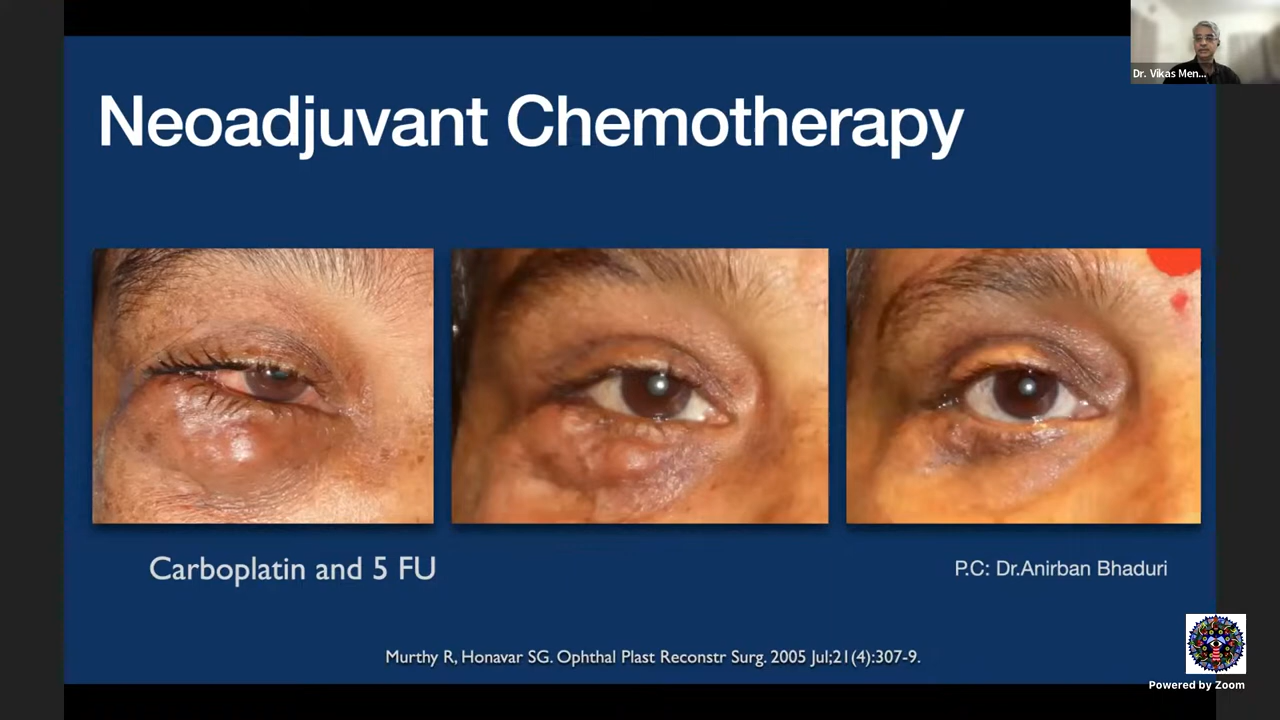 Dr. Vikas Men...
Neoadjuvant Chemotherapy
Carboplatin and 5 FU
P.C: Dr.Anirban Bhaduri
Murthy R, Honavar SG. Ophthal Plast Reconstr Surg. 2005 Jul;21(4):307-9.
Powered by Zoom